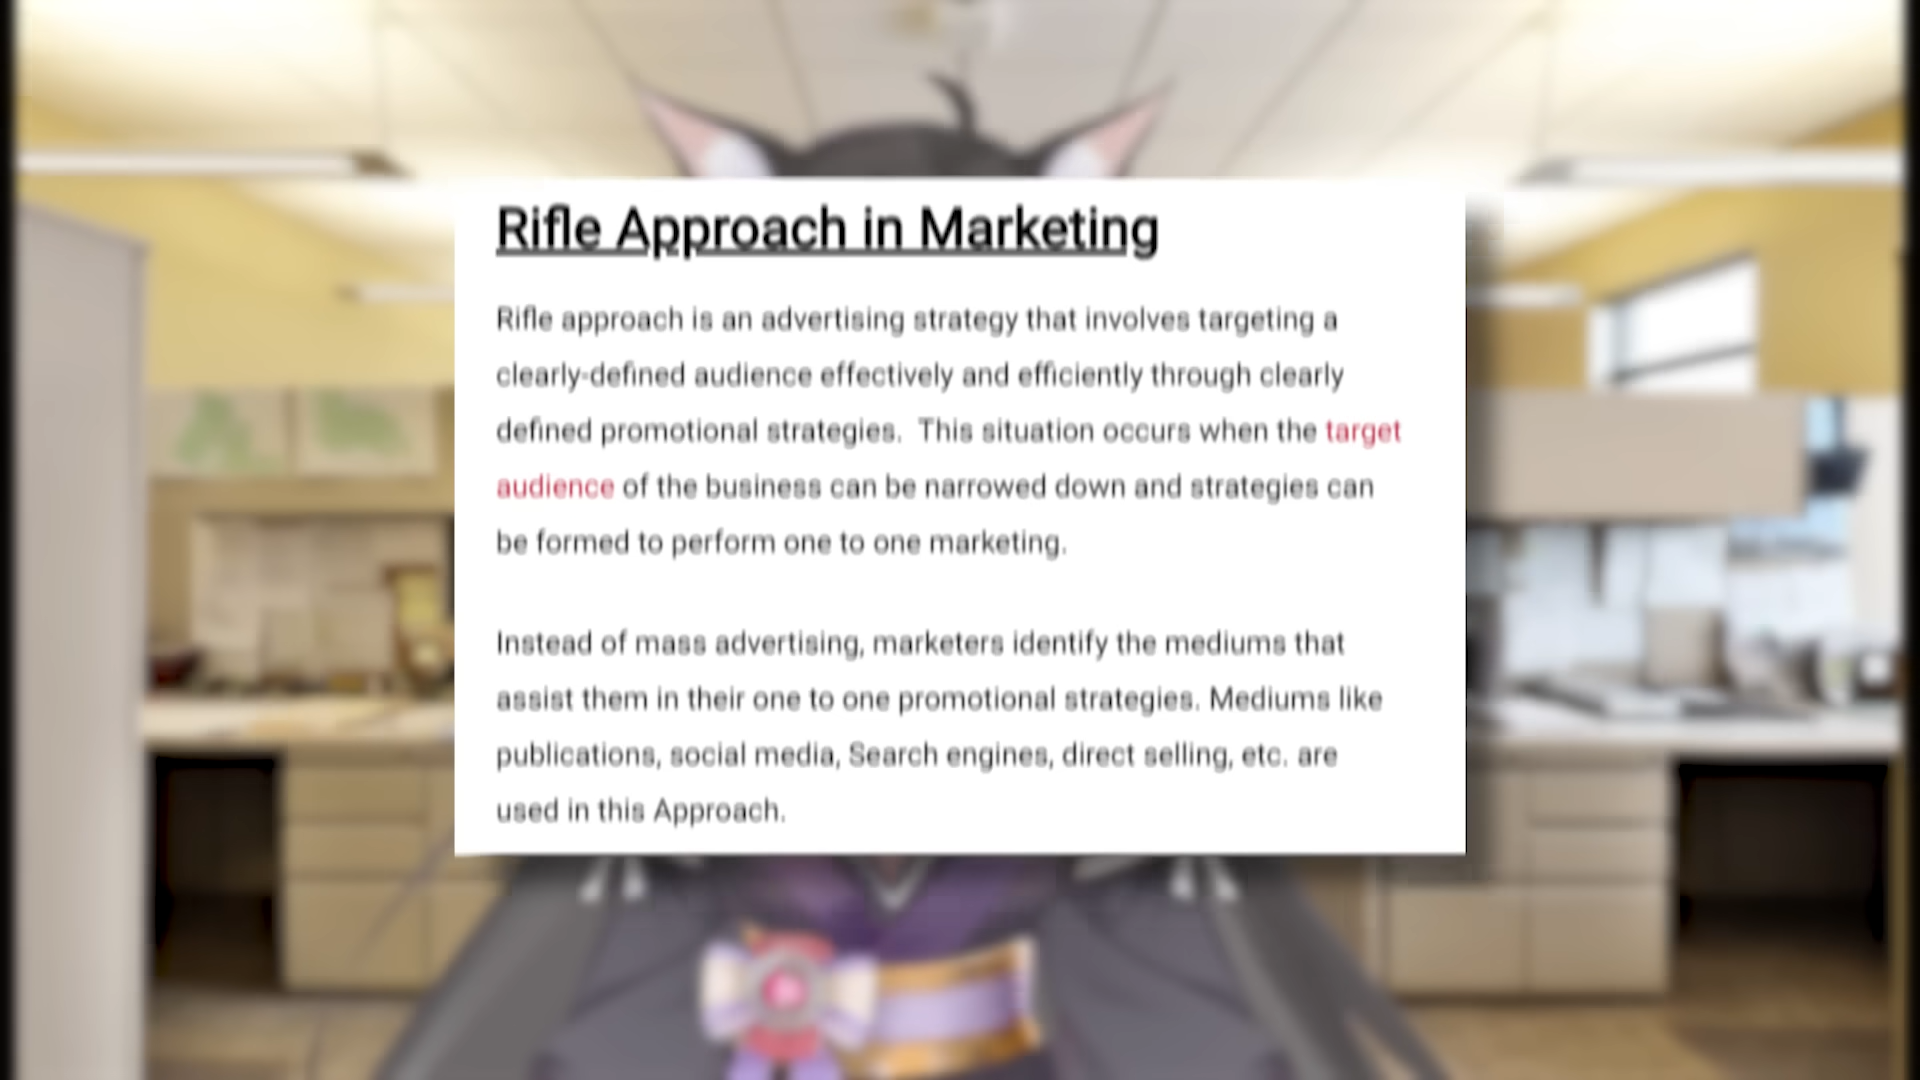 Rifle Approach in Marketing
Rifle approach is an advertising strategy that involves targeting a
clearly-defined audience effectively and efficiently through clearly
defined promotional strategies.  This situation occurs when the target
audience of the business can be narrowed down and strategies can
be formed to perform one to one marketing.
Instead of mass advertising, marketers identify the mediums that
assist them in their one to one promotional strategies. Mediums like
publications, social media, Search engines, direct selling, etc. are
used in this Approach.